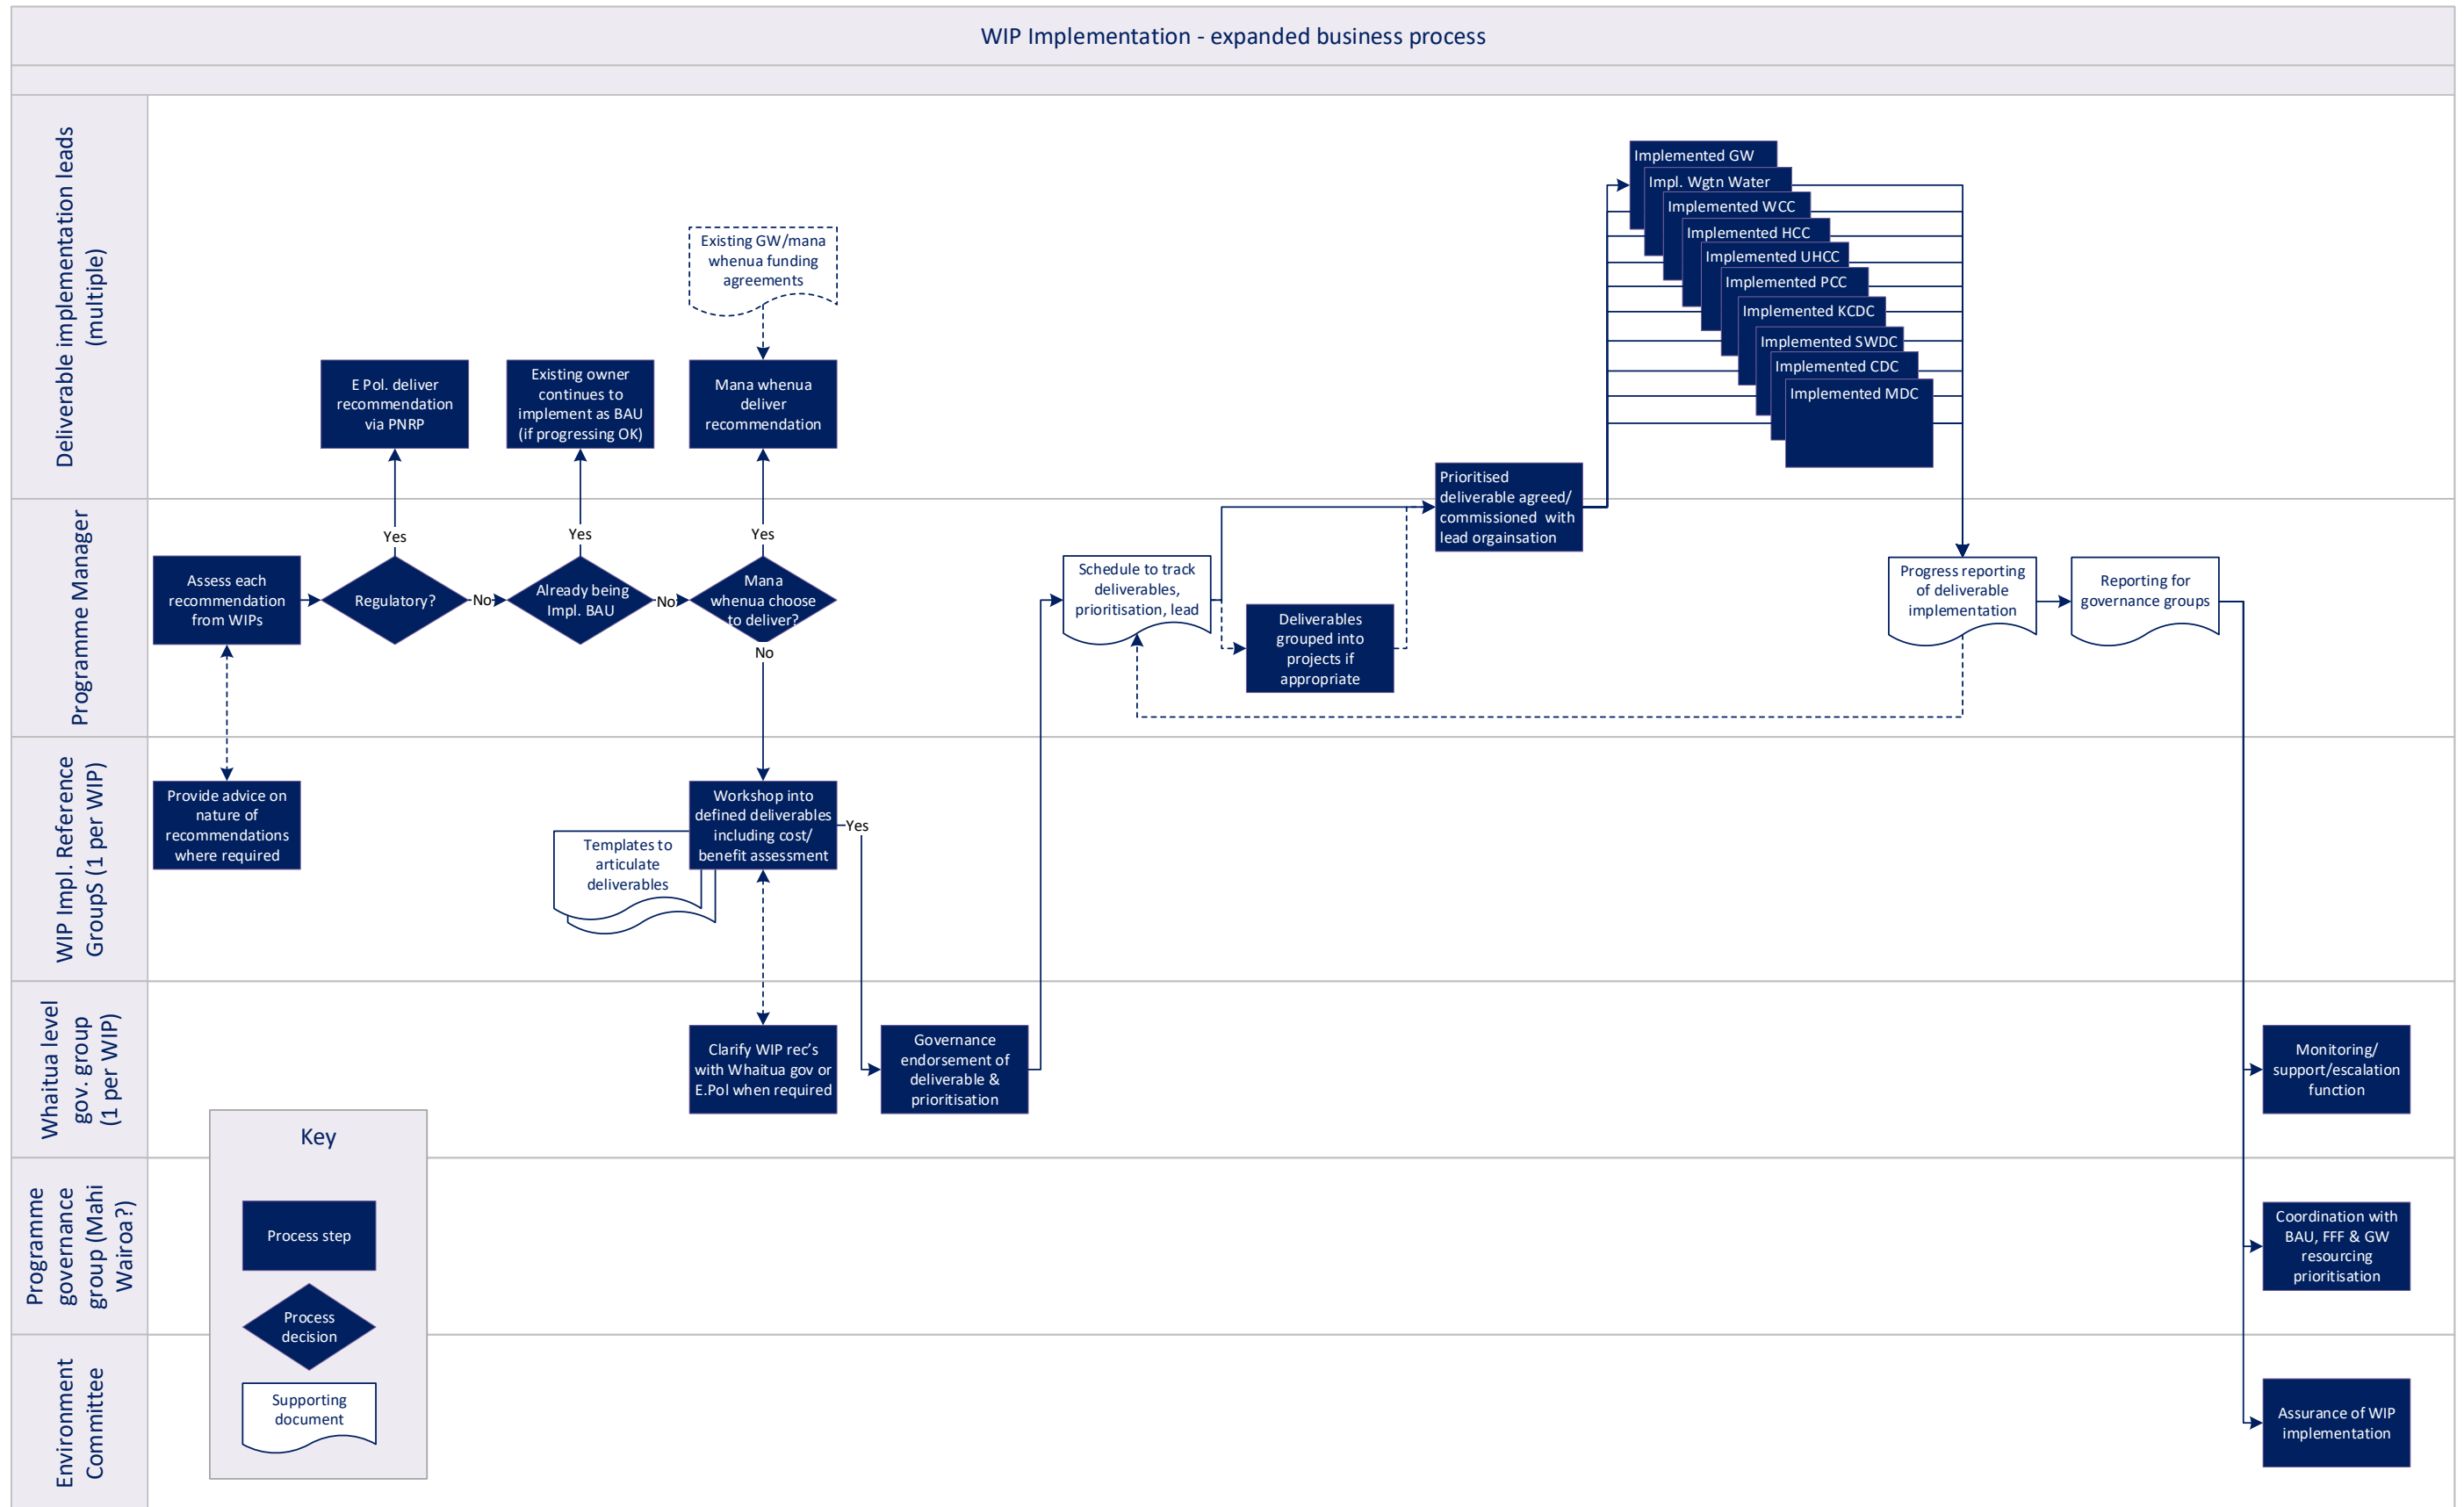 WIP Implementation - expanded business process
Deliverable implementation leads
(multiple)
Existing GW/mana
whenua funding
agreements
E Pol. deliver
recommendation
via PNRP
Existing owner
continues to
implement as BAU
(if progressing OK)
Mana whenua
deliver
recommendation
Implemented GW
Impl. Wgtn Water
Implemented WCC
Implemented HCC
Implemented UHCC
Implemented PCC
Implemented KCDC
Implemented SWDC
Implemented CDC
Implemented MDC
Prioritised
deliverable agreed/
commissioned with
lead orgainsation
Programme Manager
Yes
Yes
Yes
Assess each
recommendation
from WIPs
Regulatory?
No
Already being
Impl. BAU
No
Mana
whenua choose
to deliver?
No
Schedule to track
deliverables,
prioritisation, lead
Deliverables
grouped into
projects if
appropriate
Progress reporting
of deliverable
implementation
Reporting for
governance groups
WIP Impl. Reference
GroupS (1 per WIP)
Provide advice on
nature of
recommendations
where required
Templates to
articulate
deliverables
Workshop into
defined deliverables
including cost/
benefit assessment
Yes
Whaitua level
gov. group
(1 per WIP)
Clarify WIP rec's
with Whaitua gov or
E.Pol when required
Governance
endorsement of
deliverable &
prioritisation
Monitoring/
support/escalation
function
Programme
governance
group (Mahi
Wairoa?)
Coordination with
BAU, FFF & GW
resourcing
prioritisation
Environment
Committee
Assurance of WIP
implementation
Key
Process step
Process
decision
Supporting
document